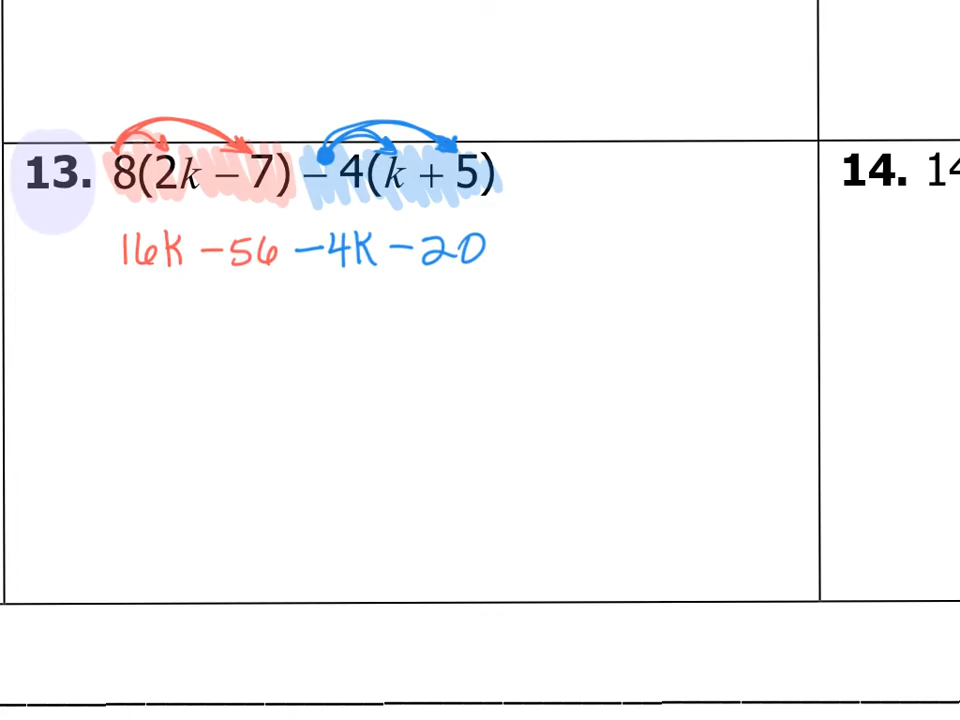 13. 8(2k − 7) − 4(k + 5)
16k − 56 − 4k − 20
14. 14